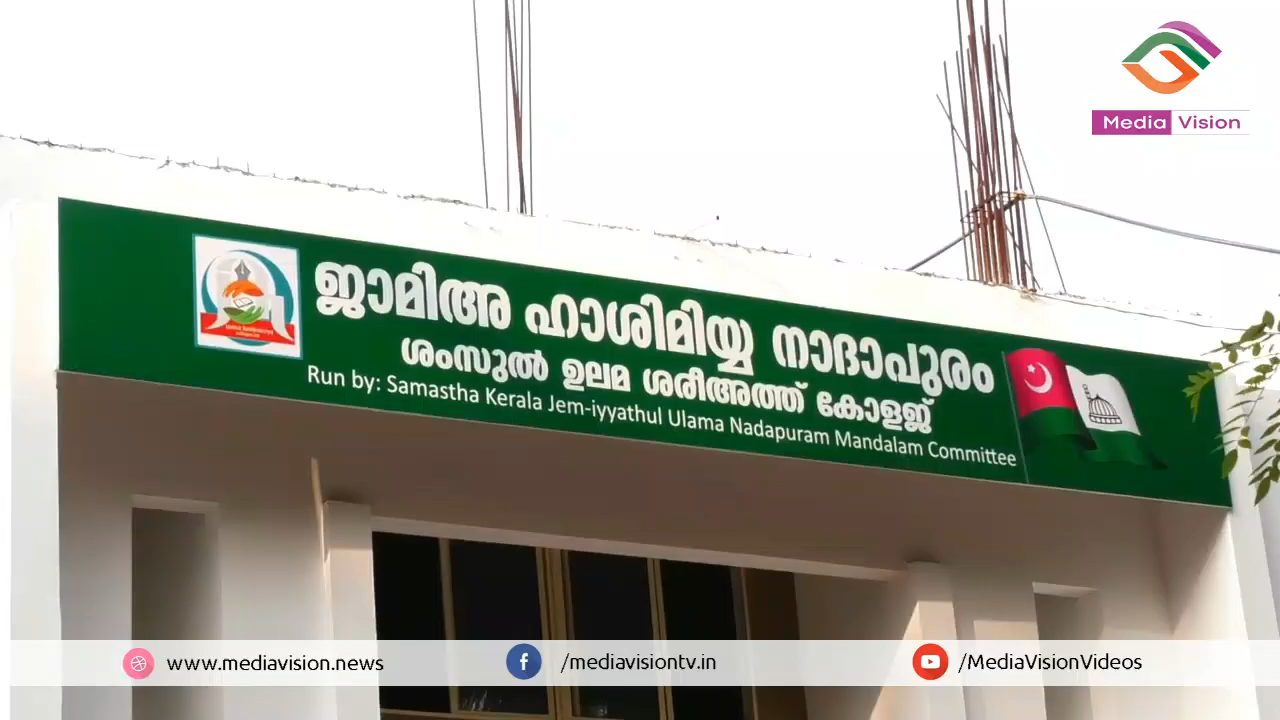 Media Vision
ജാമിഅ ഹാശിമിയ്യ നാദാപുരം
ശംസുൽ ഉലമ ശരീഅത്ത് കോളജ്
Run by: Samastha Kerala Jem-iyyathul Ulama Nadapuram Mandalam Committee
www.mediavision.news
/mediavisiontv.in
/MediaVisionVideos